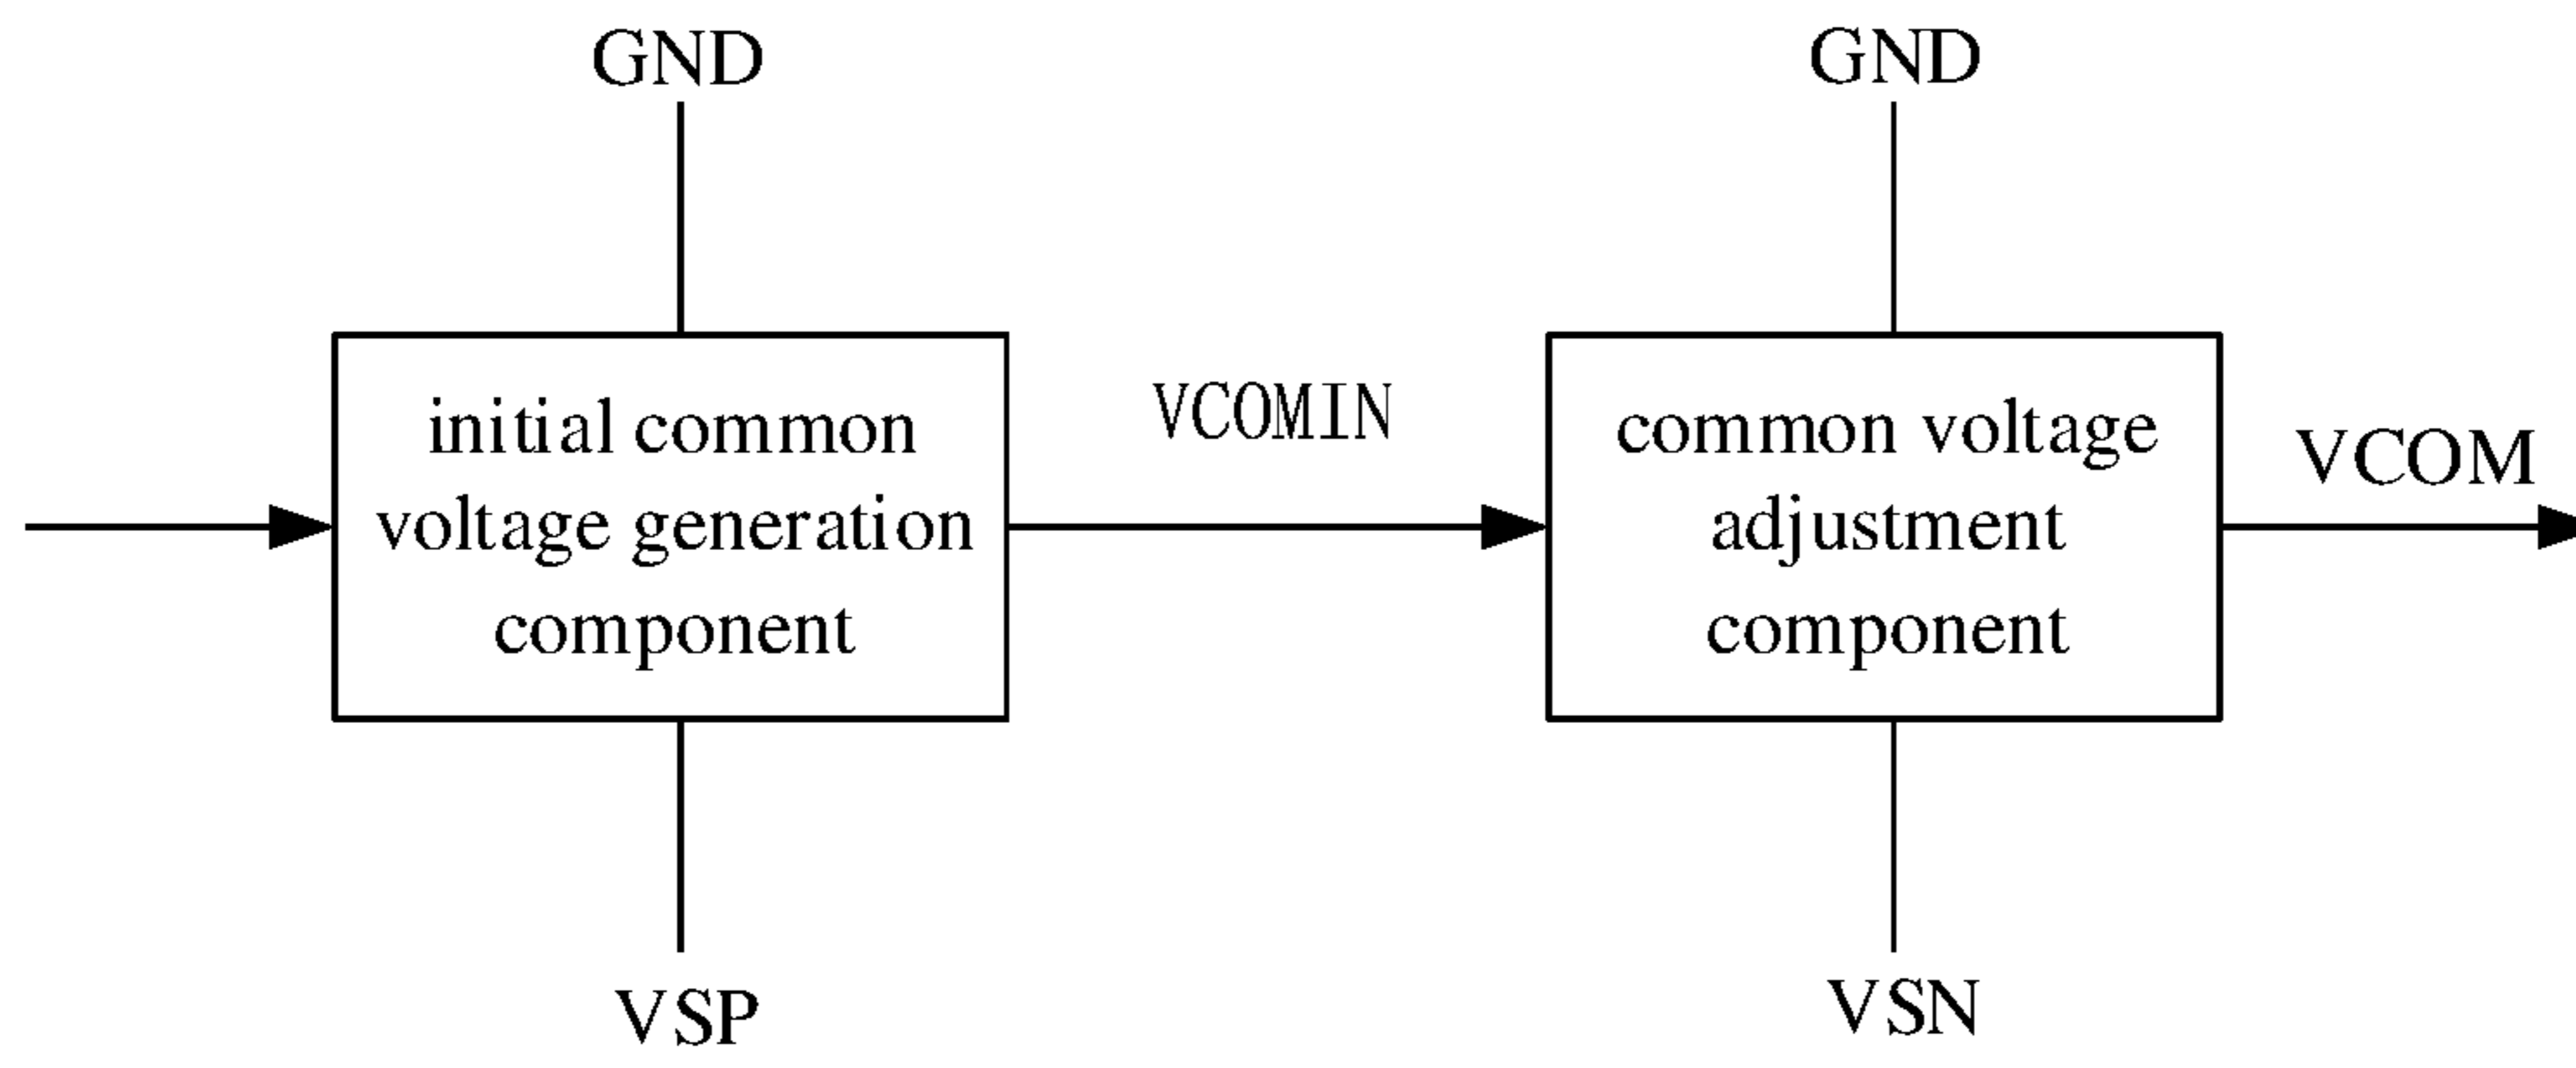 GND
GND
initial common
voltage generation
component
VCOMIN
common voltage
adjustment
component
VCOM
VSP
VSN